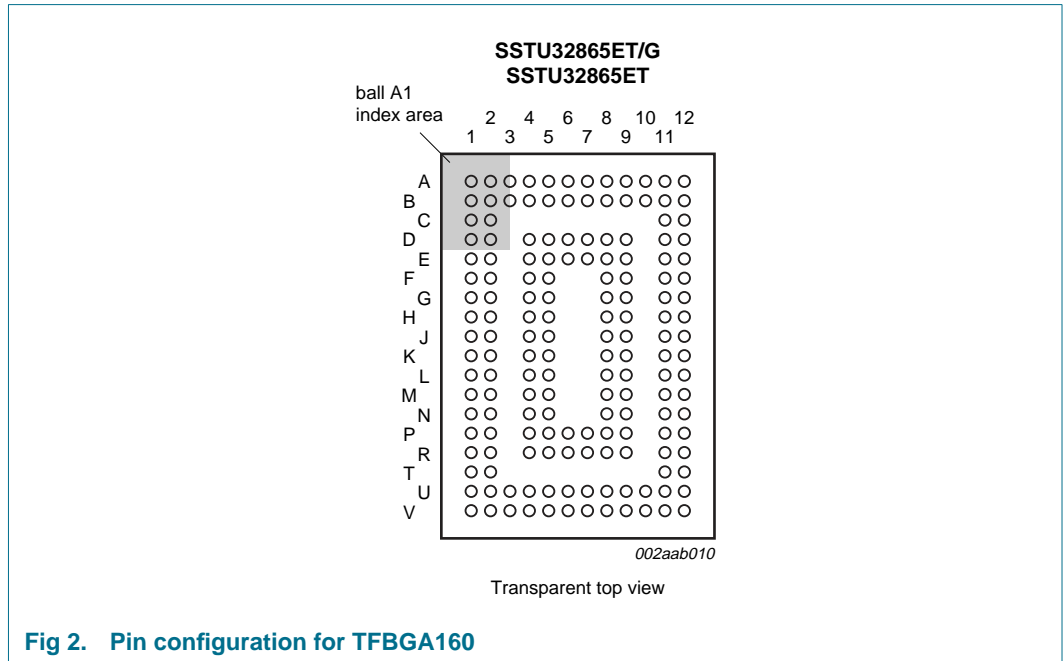 SSTU32865ET/G
SSTU32865ET
ball A1
index area
2 4 6 8 10 12
1 3 5 7 9 11
A
B
C
D
E
F
G
H
J
K
L
M
N
P
R
T
U
V
002aab010
Transparent top view
Fig 2. Pin configuration for TFBGA160